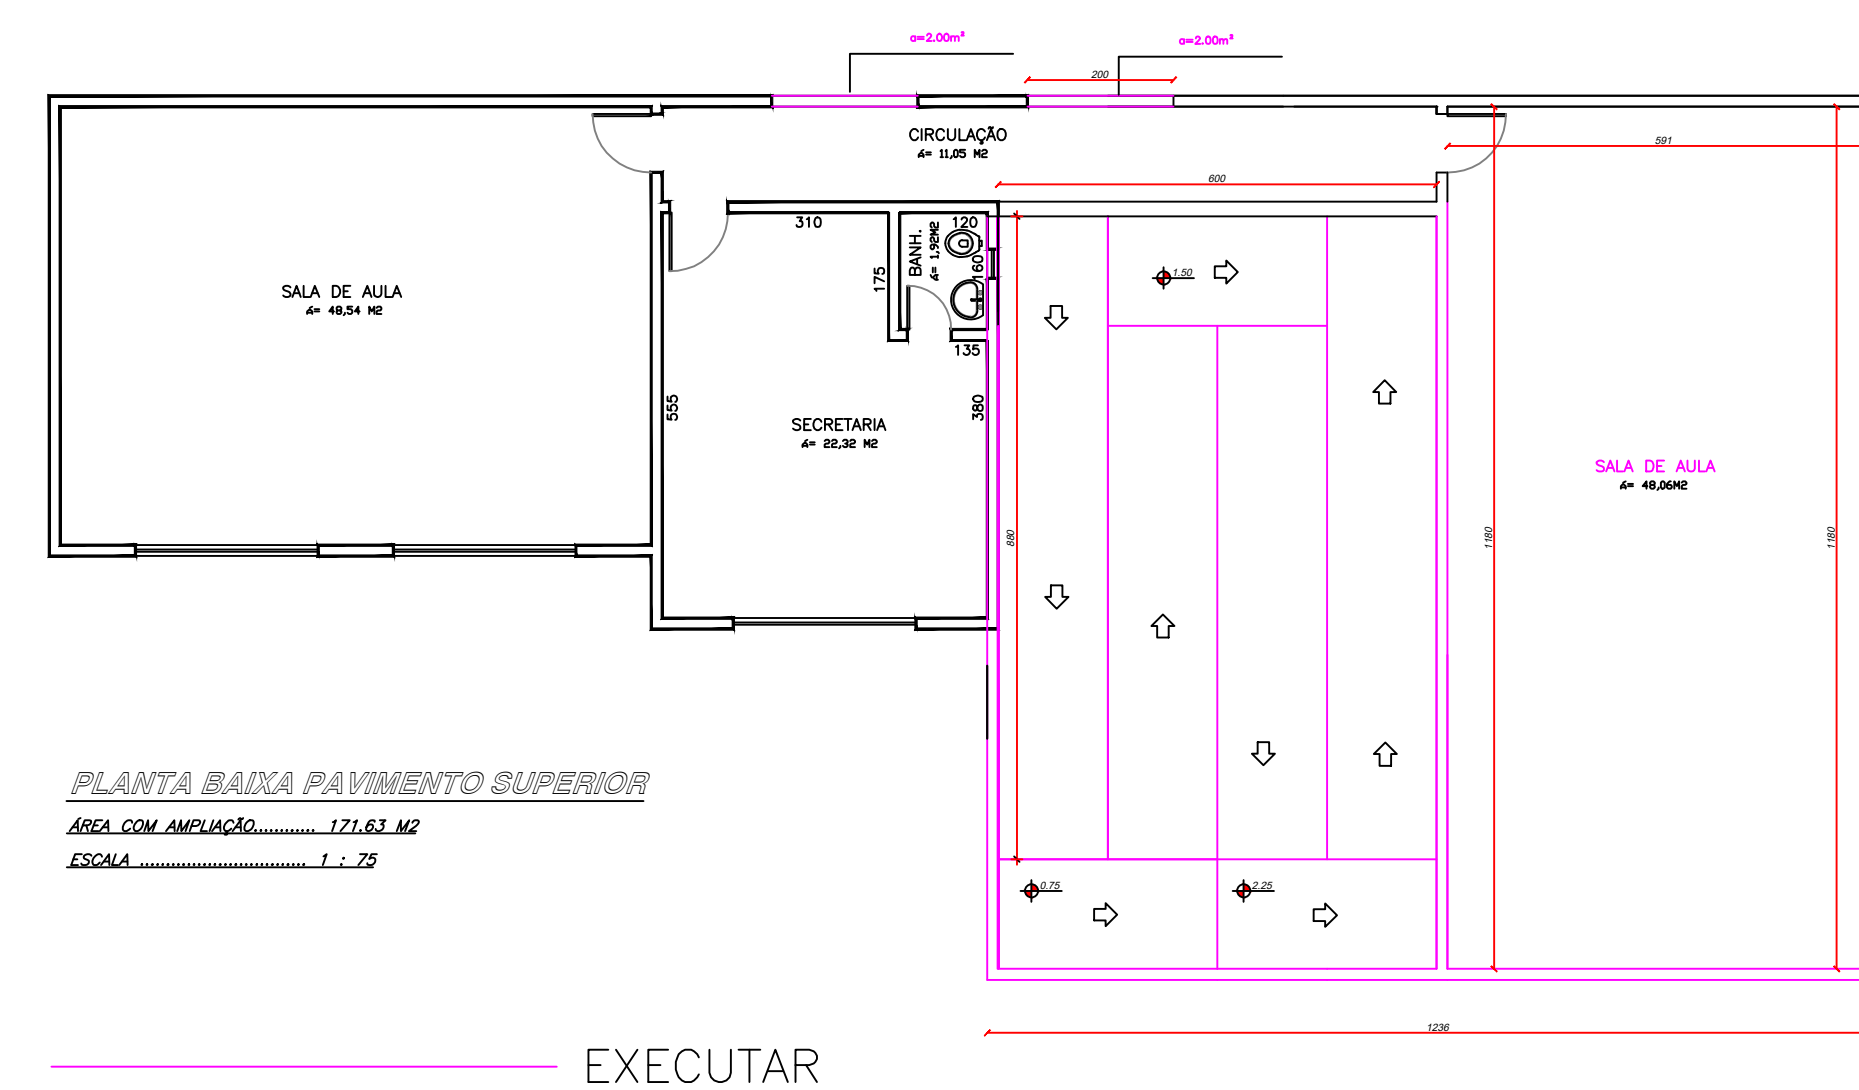 a=2.00m²
a=2.00m²
200
CIRCULAÇÃO
Á= 11,05 M2
591
600
310
120
BANH.
Á= 1,92M2
160
175
1.50
SALA DE AULA
Á= 48,54 M2
135
555
380
SECRETARIA
Á= 22,32 M2
SALA DE AULA
Á= 48,06M2
880
1180
1180
PLANTA BAIXA PAVIMENTO SUPERIOR
ÁREA COM AMPLIAÇÃO............ 171.63 M2
ESCALA ................................ 1 : 75
0.75
2.25
1236
EXECUTAR